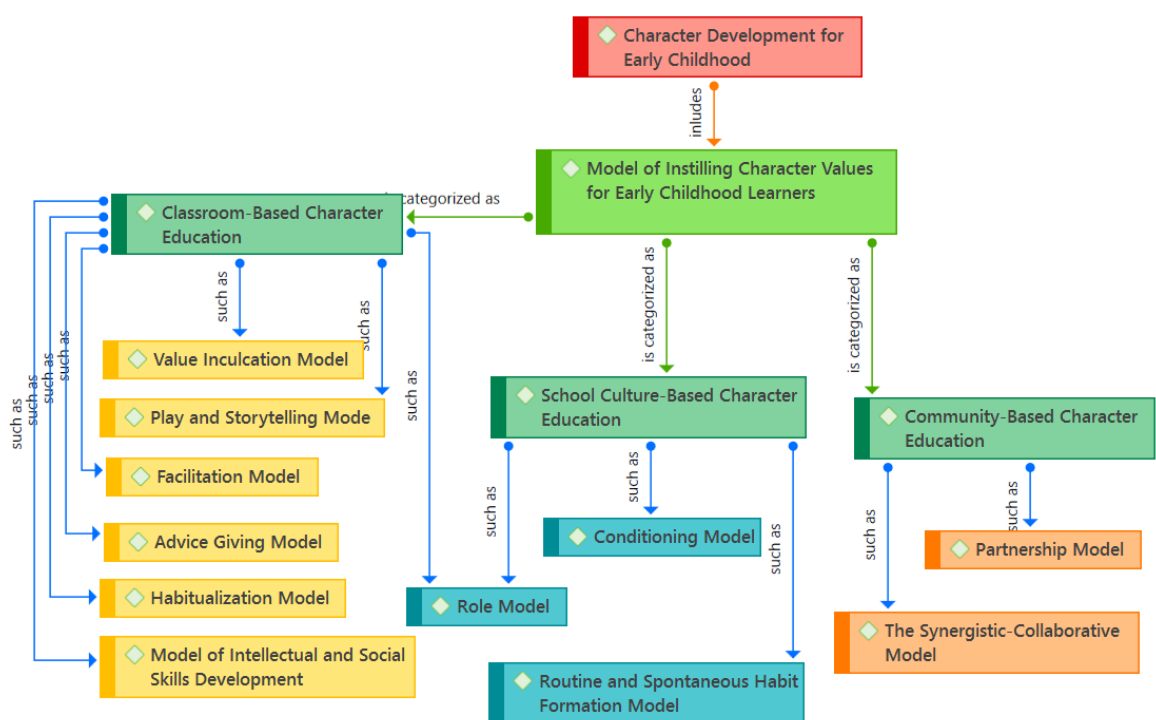 Character Development for
Early Childhood
inludes
Model of Instilling Character Values
for Early Childhood Learners
categorized as
Classroom-Based Character
Education
is categorized as
is categorized as
such as
such as
such as
such as
such as
such as
such as
Value Inculcation Model
Play and Storytelling Mode
Facilitation Model
Advice Giving Model
Habitualization Model
Model of Intellectual and Social
Skills Development
School Culture-Based Character
Education
such as
such as
such as
Conditioning Model
Role Model
Routine and Spontaneous Habit
Formation Model
Community-Based Character
Education
such as
such as
Partnership Model
The Synergistic-Collaborative
Model